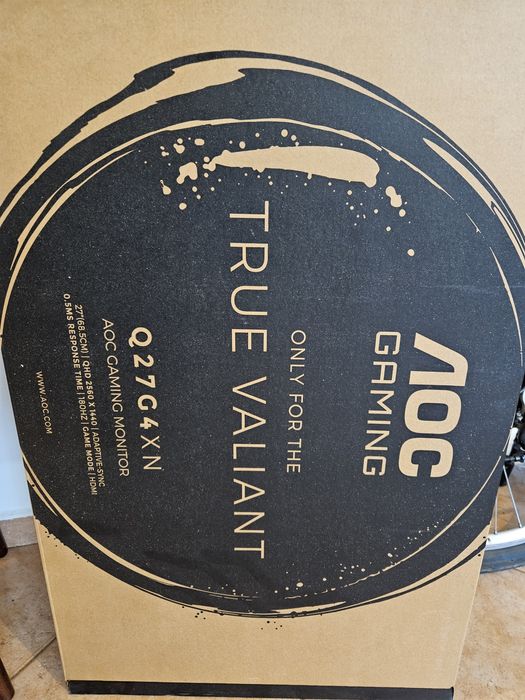 AOC
GAMING
ONLY FOR THE
TRUE VALIANT
Q27G4XN
AOC GAMING MONITOR
27"(68.5CM) | QHD 2560 X 1440 | ADAPTIVE-SYNC
0.5MS RESPONSE TIME | 180HZ | GAME MODE | HDMI
WWW.AOC.COM